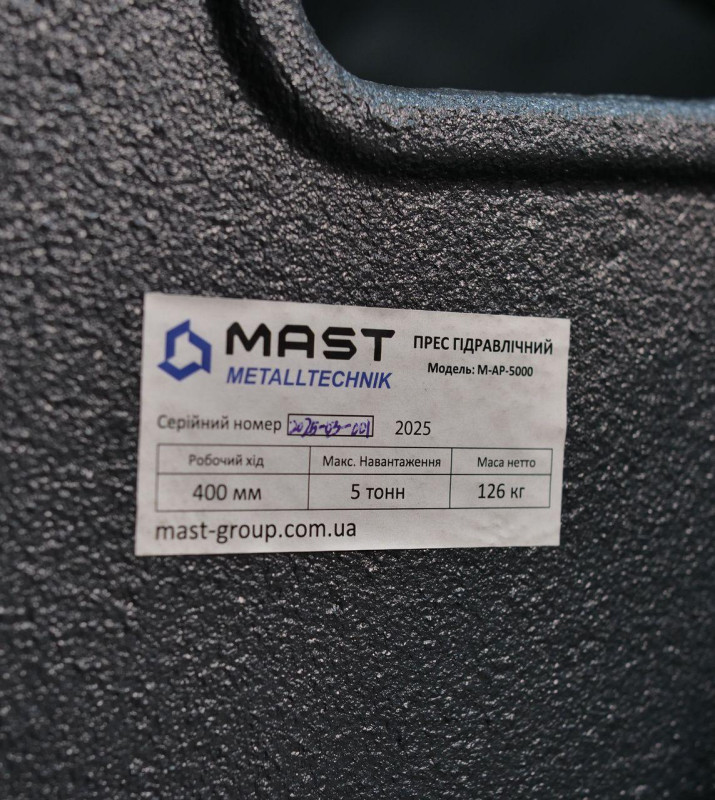 MAST
METALLTECHNIK
ПРЕС ГІДРАВЛІЧНИЙ
Модель: M-AP-5000
Серійний номер 2025-03-001 2025
Робочий хід Макс. Навантаження Маса нетто
400 мм 5 тонн 126 кг
mast-group.com.ua